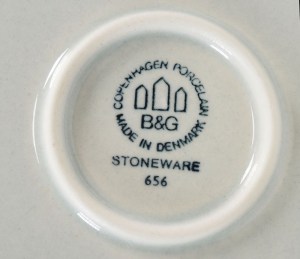 COPENHAGEN PORCELAIN
B&G
MADE IN DENMARK
STONEWARE
656